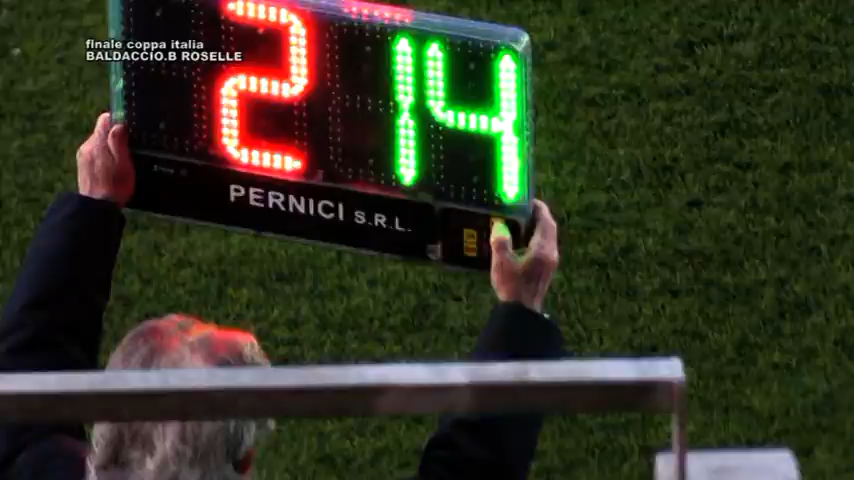 finale coppa italia
BALDACCIO.B ROSELLE
2 14
PERNICI S.R.L.